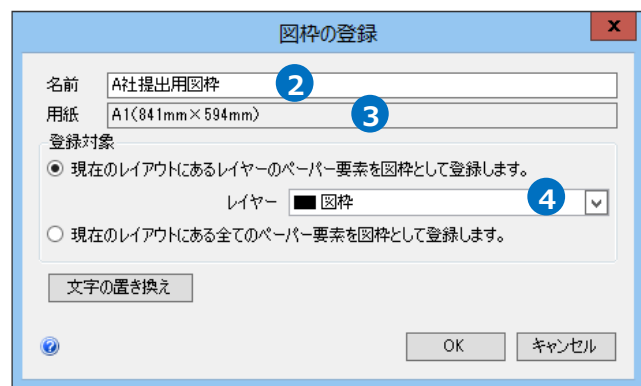 図枠の登録 x
名前 A社提出用図枠 2
用紙 A1(841mm×594mm) 3
登録対象
現在のレイアウトにあるレイヤーのペーパー要素を図枠として登録します。
レイヤー 図枠 4
現在のレイアウトにある全てのペーパー要素を図枠として登録します。
文字の置き換え
? OK キャンセル